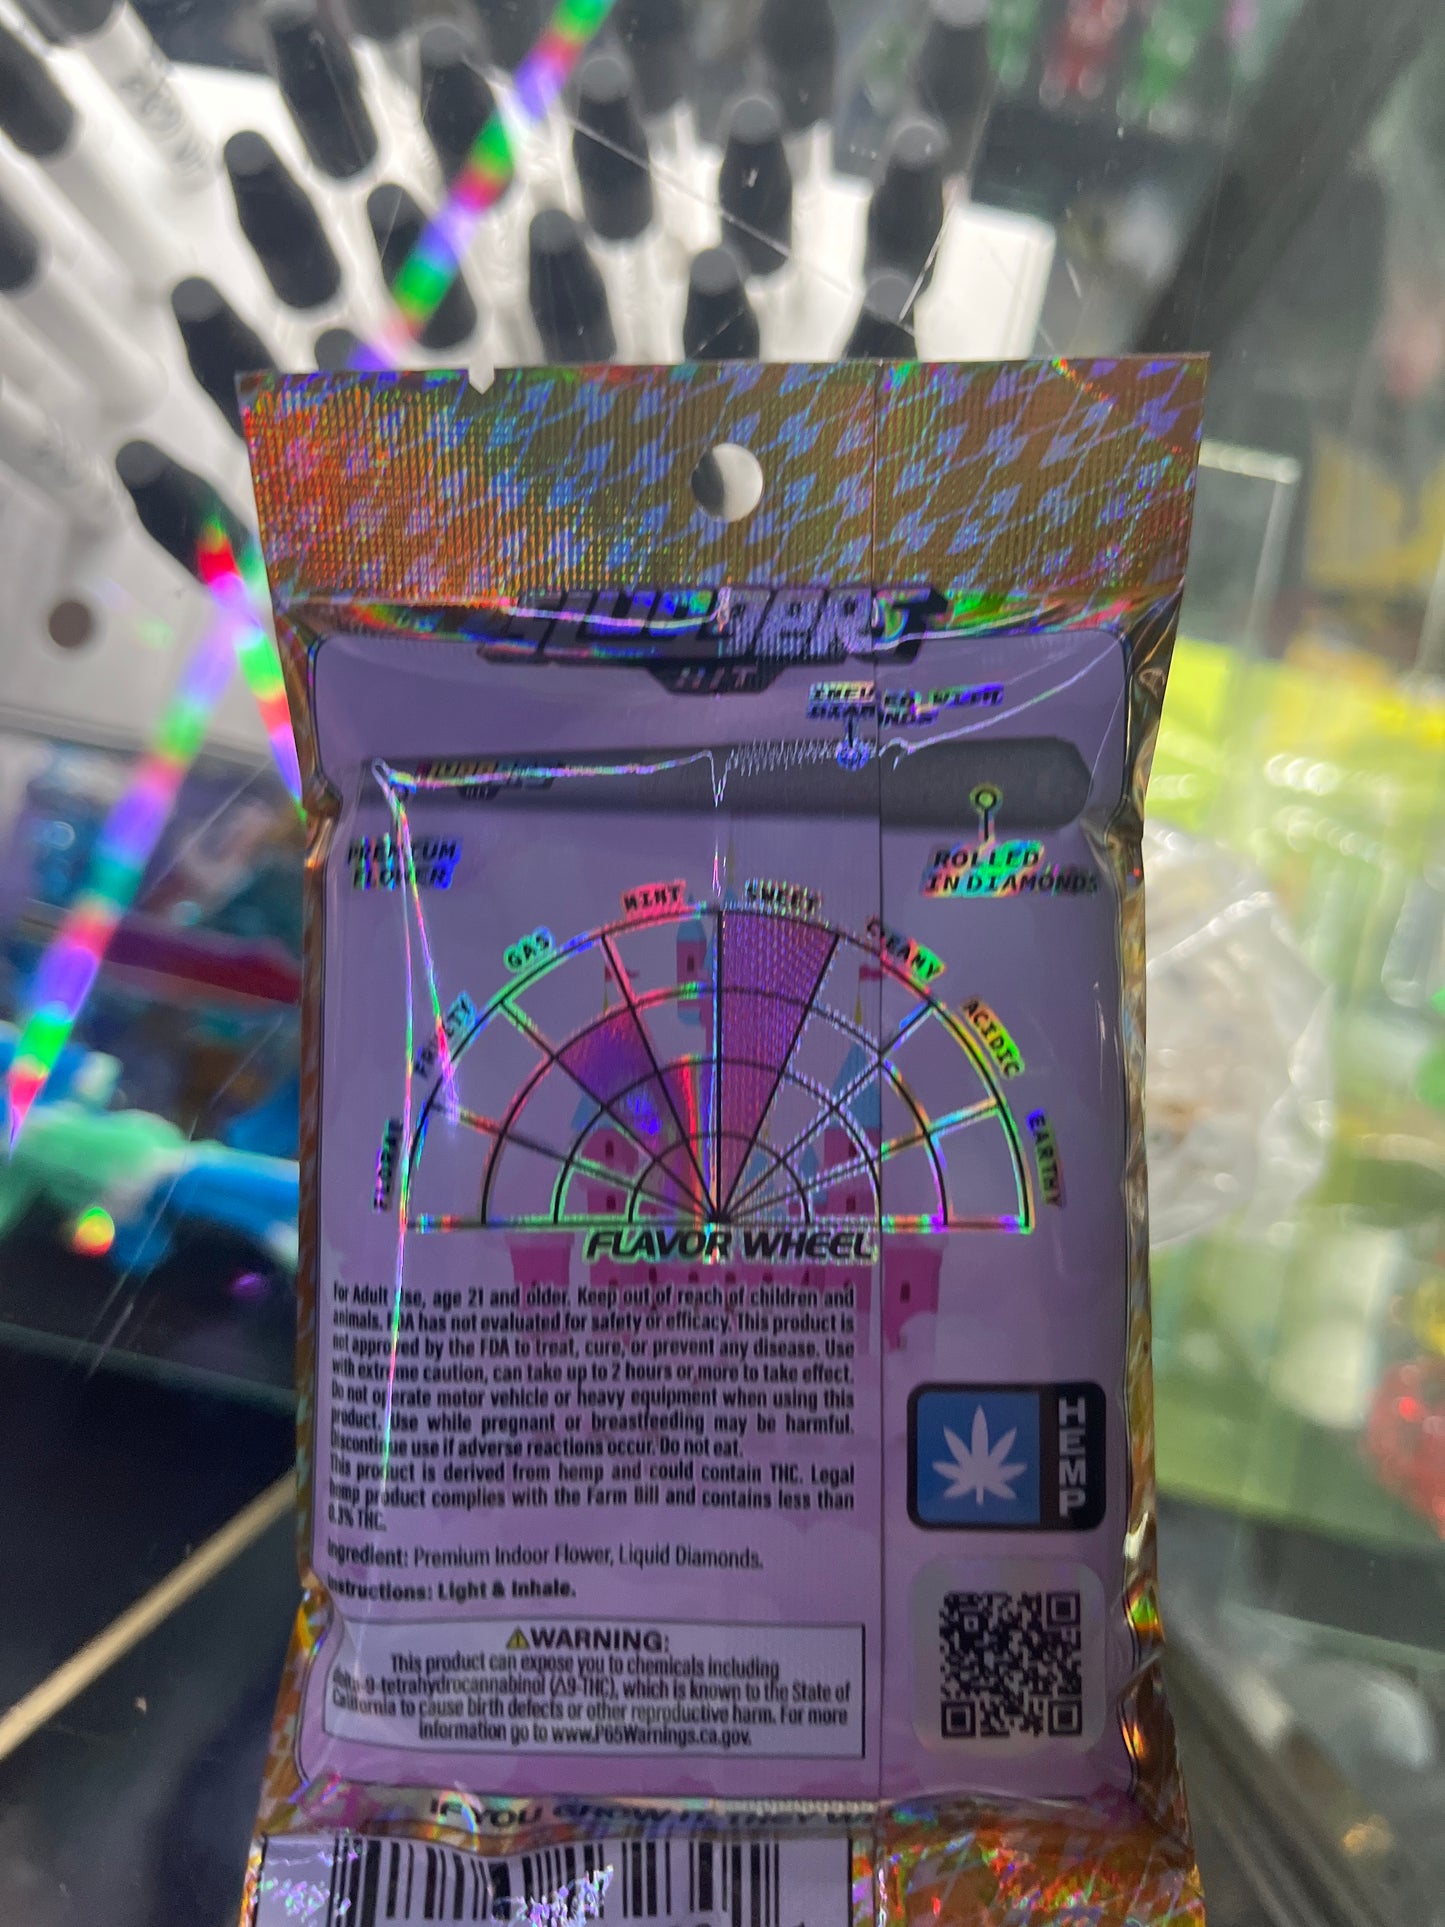 HIT
INFUSED WITH
DIAMONDS
PREMIUM
FLOWER
ROLLED
IN DIAMONDS
FLORAL
FRUITY
GAS
MINT
SWEET
CREAMY
ACIDIC
EARTHY
FLAVOR WHEEL
For Adult Use, age 21 and older. Keep out of reach of children and
animals. FDA has not evaluated for safety or efficacy. This product is
not approved by the FDA to treat, cure, or prevent any disease. Use
with extreme caution, can take up to 2 hours or more to take effect.
Do not operate motor vehicle or heavy equipment when using this
product. Use while pregnant or breastfeeding may be harmful.
Discontinue use if adverse reactions occur. Do not eat.
This product is derived from hemp and could contain THC. Legal
hemp product complies with the Farm Bill and contains less than
0.3% THC.
Ingredient: Premium Indoor Flower, Liquid Diamonds.
Instructions: Light & Inhale.
HEMP
WARNING:
This product can expose you to chemicals including
delta-9-tetrahydrocannabinol (Δ9-THC), which is known to the State of
California to cause birth defects or other reproductive harm. For more
information go to www.P65Warnings.ca.gov.
IF YOU GROW